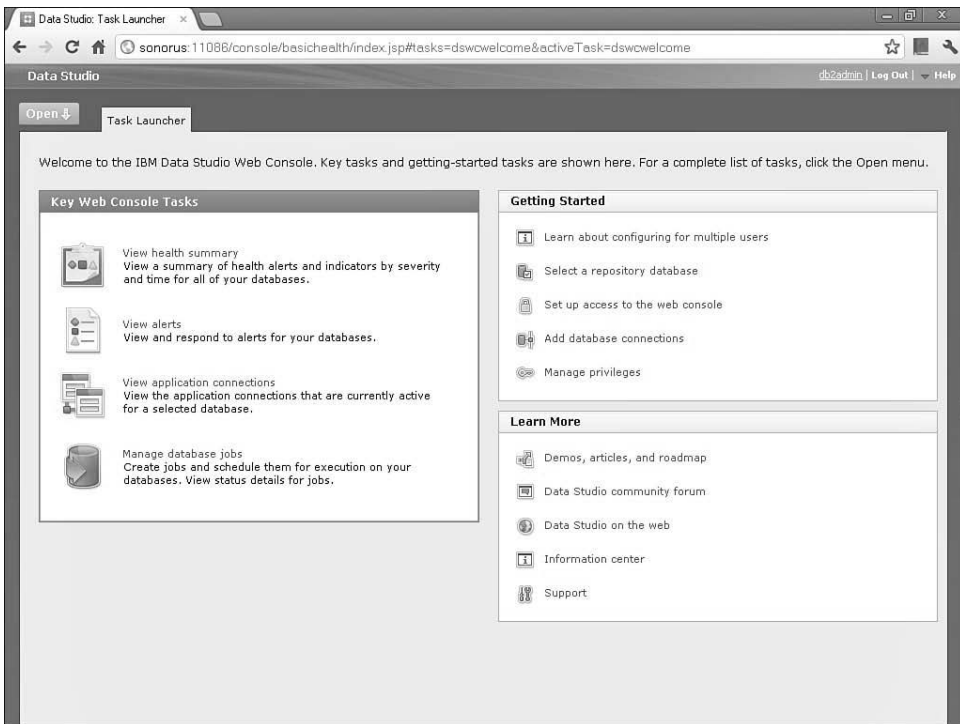 Data Studio: Task Launcher
sonorus:11086/console/basichealth/index.jsp#tasks=dswcwelcome&activeTask=dswcwelcome
Data Studio
db2admin | Log Out | Help
Open
Task Launcher
Welcome to the IBM Data Studio Web Console. Key tasks and getting-started tasks are shown here. For a complete list of tasks, click the Open menu.
Key Web Console Tasks
View health summary
View a summary of health alerts and indicators by severity
and time for all of your databases.
View alerts
View and respond to alerts for your databases.
View application connections
View the application connections that are currently active
for a selected database.
Manage database jobs
Create jobs and schedule them for execution on your
databases. View status details for jobs.
Getting Started
Learn about configuring for multiple users
Select a repository database
Set up access to the web console
Add database connections
Manage privileges
Learn More
Demos, articles, and roadmap
Data Studio community forum
Data Studio on the web
Information center
Support